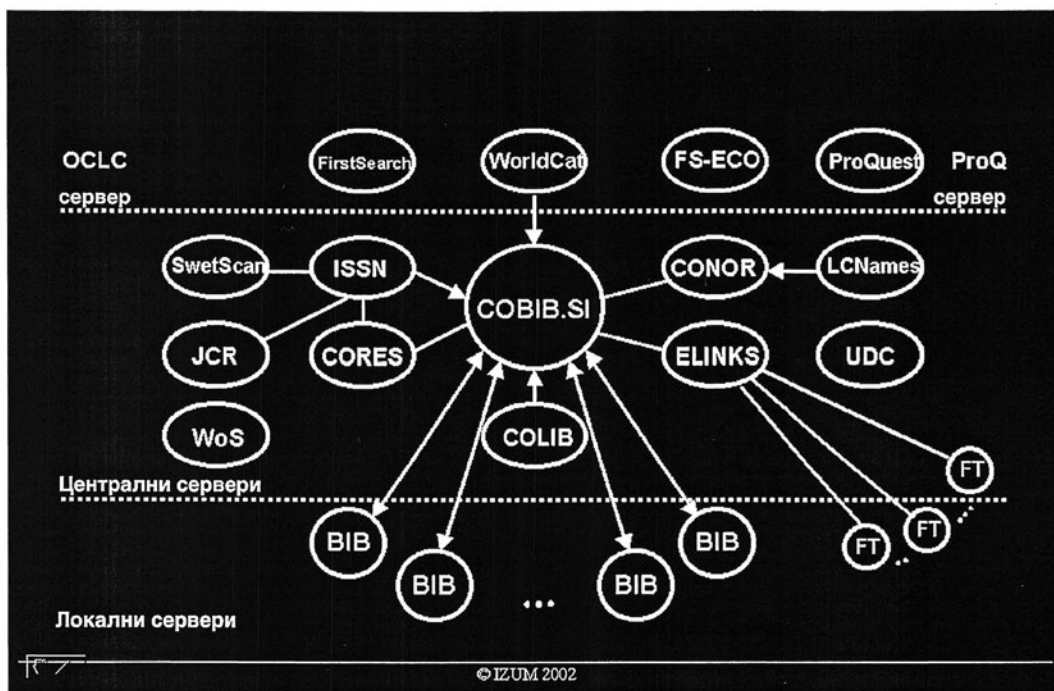 OCLC
сервер
FirstSearch
WorldCat
FS-ECO
ProQuest
ProQ
сервер
SwetScan
ISSN
COBIB.SI
CONOR
LCNames
JCR
CORES
ELINKS
UDC
WoS
COLIB
FT
Централни сервери
BIB
BIB
...
BIB
BIB
FT
..
FT
...
Локални сервери
© IZUM 2002